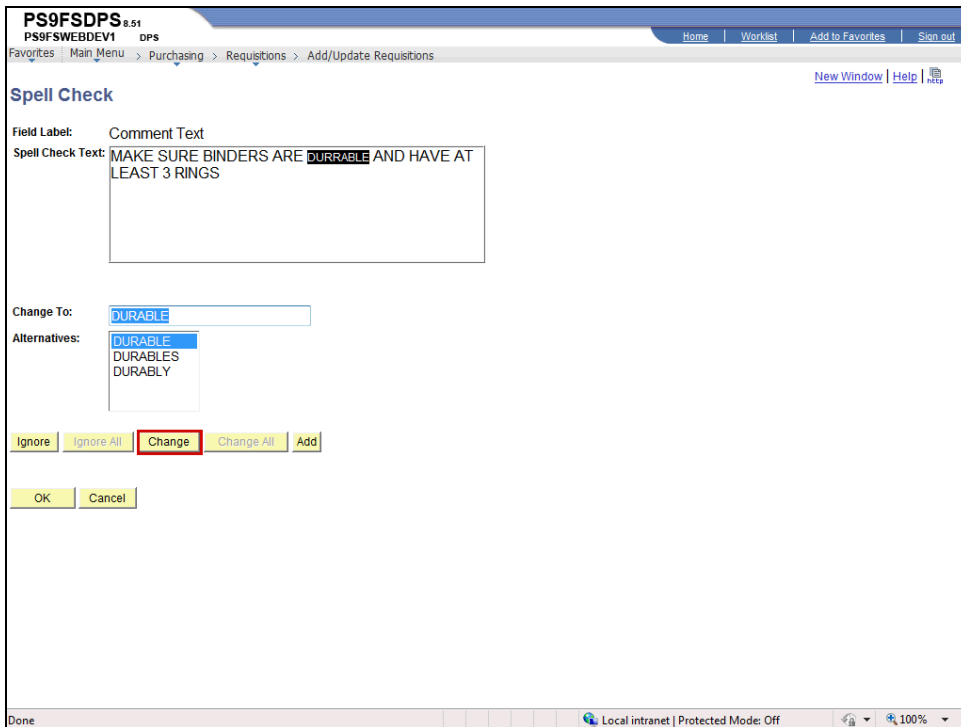 PS9FSDPS 8.51
PS9FSWEBDEV1 DPS
Home | Worklist | Add to Favorites | Sign out
Favorites Main Menu > Purchasing > Requisitions > Add/Update Requisitions
New Window | Help | http
Spell Check
Field Label: Comment Text
Spell Check Text: MAKE SURE BINDERS ARE DURRABLE AND HAVE AT
LEAST 3 RINGS
Change To: DURABLE
Alternatives: DURABLE
DURABLES
DURABLY
Ignore Ignore All Change Change All Add
OK Cancel
Done Local intranet | Protected Mode: Off 100%